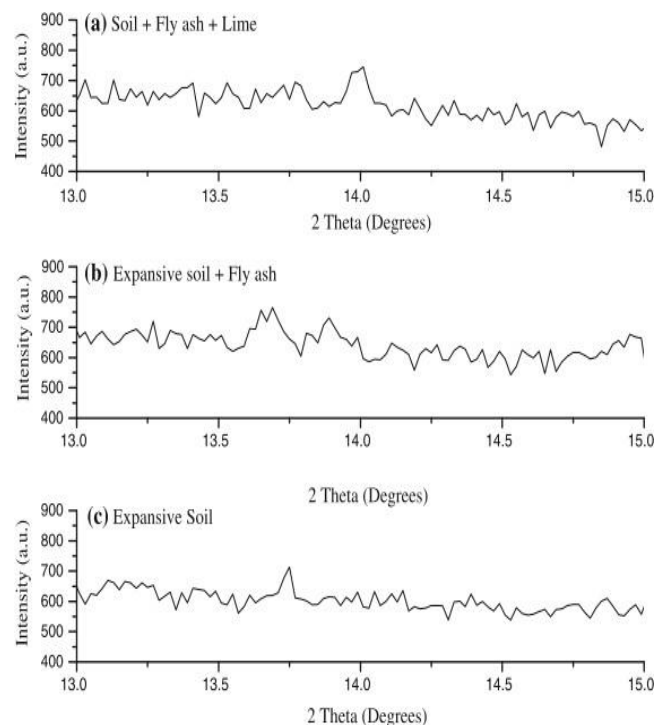 (a) Soil + Fly ash + Lime
Intensity (a.u.)
900
800
700
600
500
400
13.0 13.5 14.0 14.5 15.0
2 Theta (Degrees)
(b) Expansive soil + Fly ash
Intensity (a.u.)
900
800
700
600
500
400
13.0 13.5 14.0 14.5 15.0
2 Theta (Degrees)
(c) Expansive Soil
Intensity (a.u.)
900
800
700
600
500
400
13.0 13.5 14.0 14.5 15.0
2 Theta (Degrees)